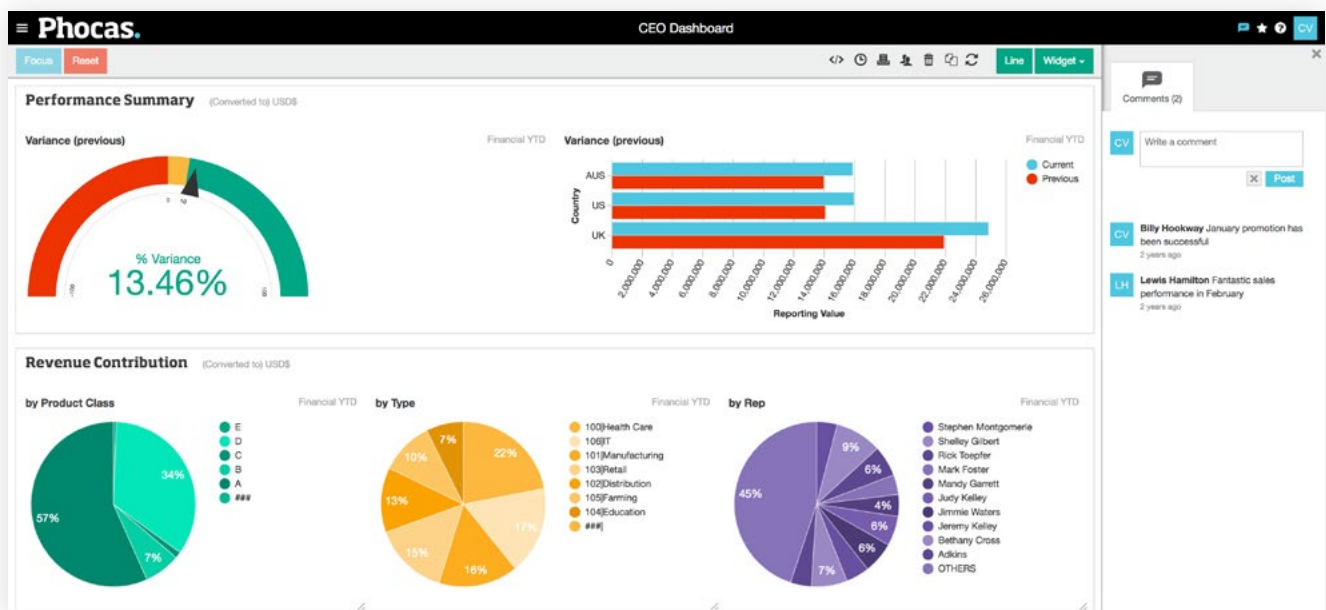 ≡ Phocas.
CEO Dashboard
CV
Focus
Reset
</>
Line
Widget
Performance Summary (Converted to) USD$
Variance (previous)
Financial YTD
0
-100
100
% Variance
13.46%
Variance (previous)
Financial YTD
Current
Previous
Country
AUS
US
UK
0
2,000,000
4,000,000
6,000,000
8,000,000
10,000,000
12,000,000
14,000,000
16,000,000
18,000,000
20,000,000
22,000,000
24,000,000
26,000,000
Reporting Value
Revenue Contribution (Converted to) USD$
by Product Class
Financial YTD
34%
57%
7%
E
D
C
B
A
###
by Type
Financial YTD
7%
22%
10%
13%
17%
15%
16%
100|Health Care
106|IT
101|Manufacturing
103|Retail
102|Distribution
105|Farming
104|Education
###|
by Rep
Financial YTD
9%
6%
45%
4%
6%
6%
7%
Stephen Montgomerie
Shelley Gilbert
Rick Toepfer
Mark Foster
Mandy Garrett
Judy Kelley
Jimmie Waters
Jeremy Kelley
Bethany Cross
Adkins
OTHERS
Comments (2)
CV
Write a comment
Post
CV
Billy Hookway January promotion has
been successful
2 years ago
LH
Lewis Hamilton Fantastic sales
performance in February
2 years ago